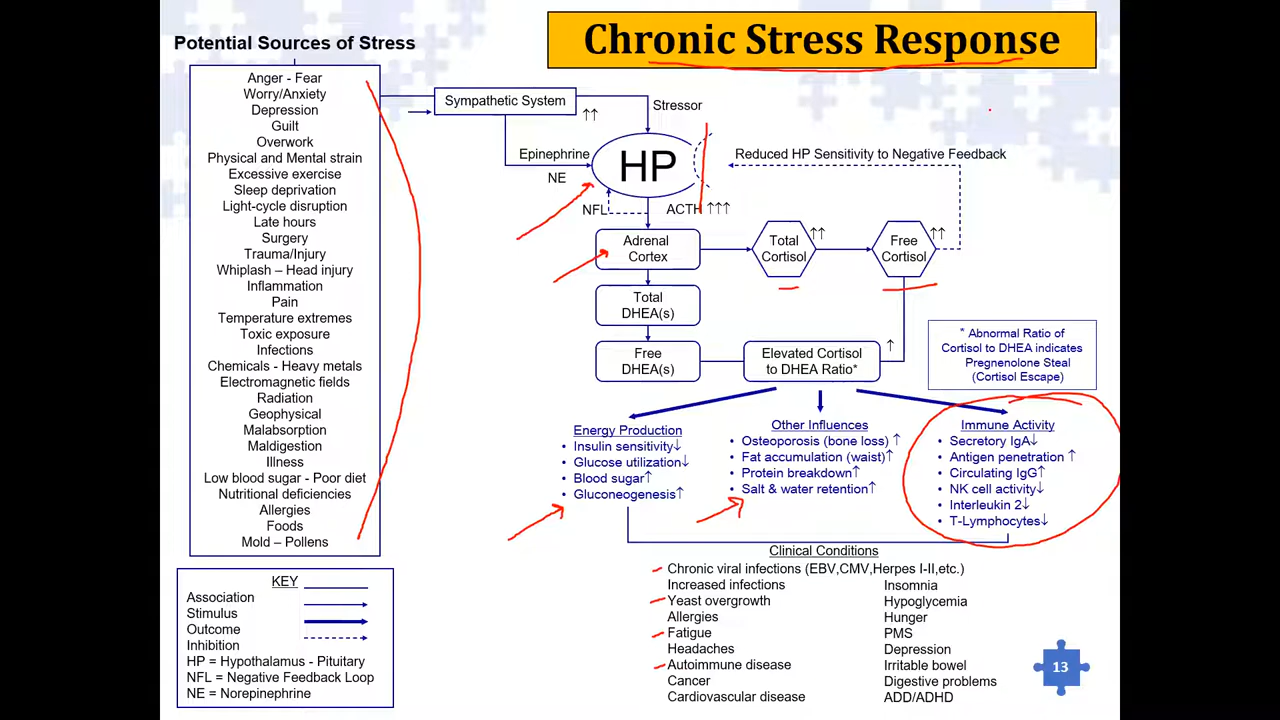 Chronic Stress Response
Potential Sources of Stress
Anger - Fear
Worry/Anxiety
Depression
Guilt
Overwork
Physical and Mental strain
Excessive exercise
Sleep deprivation
Light-cycle disruption
Late hours
Surgery
Trauma/Injury
Whiplash – Head injury
Inflammation
Pain
Temperature extremes
Toxic exposure
Infections
Chemicals - Heavy metals
Electromagnetic fields
Radiation
Geophysical
Malabsorption
Maldigestion
Illness
Low blood sugar - Poor diet
Nutritional deficiencies
Allergies
Foods
Mold – Pollens
Sympathetic System
↑↑
Stressor
Epinephrine
NE
HP
Reduced HP Sensitivity to Negative Feedback
NFL
ACTH ↑↑↑
Adrenal
Cortex
Total
Cortisol
↑↑
Free
Cortisol
↑↑
Total
DHEA(s)
Free
DHEA(s)
Elevated Cortisol
to DHEA Ratio*
↑
* Abnormal Ratio of
Cortisol to DHEA indicates
Pregnenolone Steal
(Cortisol Escape)
Energy Production
• Insulin sensitivity↓
• Glucose utilization↓
• Blood sugar↑
• Gluconeogenesis↑
Other Influences
• Osteoporosis (bone loss) ↑
• Fat accumulation (waist)↑
• Protein breakdown↑
• Salt & water retention↑
Immune Activity
• Secretory IgA↓
• Antigen penetration ↑
• Circulating IgG↑
• NK cell activity↓
• Interleukin 2↓
• T-Lymphocytes↓
Clinical Conditions
Chronic viral infections (EBV,CMV,Herpes I-II,etc.)
Increased infections
Yeast overgrowth
Allergies
Fatigue
Headaches
Autoimmune disease
Cancer
Cardiovascular disease
Insomnia
Hypoglycemia
Hunger
PMS
Depression
Irritable bowel
Digestive problems
ADD/ADHD
KEY
Association
Stimulus
Outcome
Inhibition
HP = Hypothalamus - Pituitary
NFL = Negative Feedback Loop
NE = Norepinephrine
13